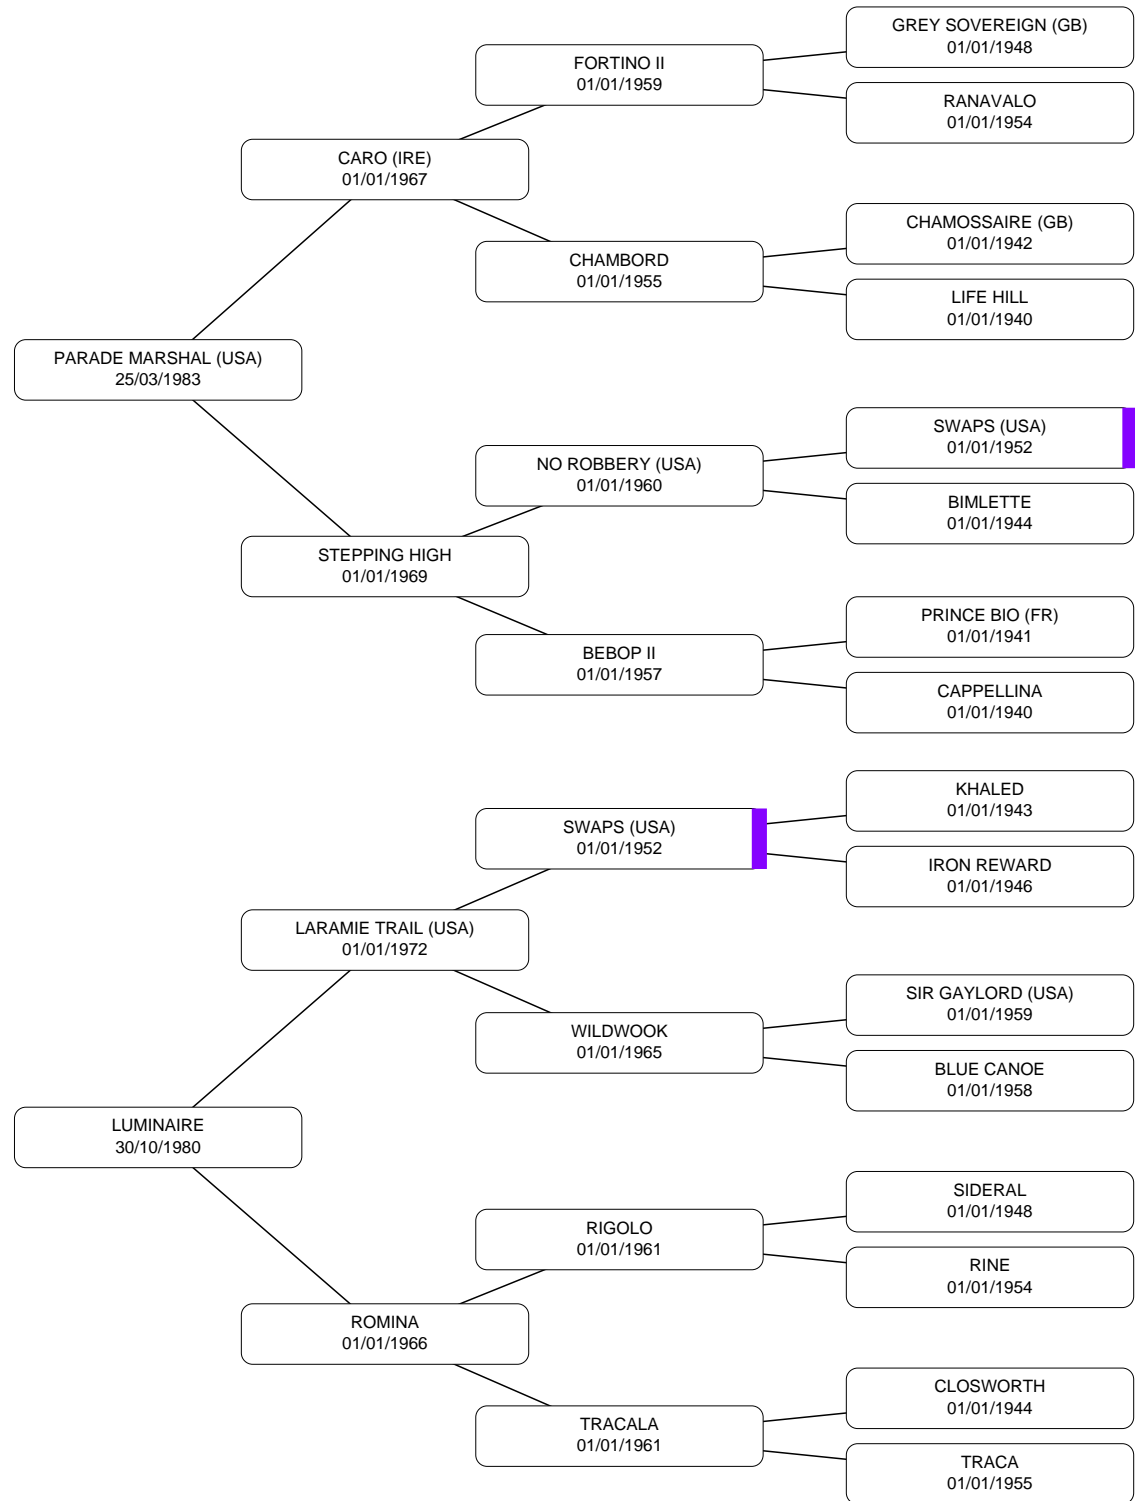 GREY SOVEREIGN (GB)
01/01/1948
FORTINO II
01/01/1959
RANAVALO
01/01/1954
CARO (IRE)
01/01/1967
CHAMOSSAIRE (GB)
01/01/1942
CHAMBORD
01/01/1955
LIFE HILL
01/01/1940
PARADE MARSHAL (USA)
25/03/1983
SWAPS (USA)
01/01/1952
NO ROBBERY (USA)
01/01/1960
BIMLETTE
01/01/1944
STEPPING HIGH
01/01/1969
PRINCE BIO (FR)
01/01/1941
BEBOP II
01/01/1957
CAPPELLINA
01/01/1940
KHALED
01/01/1943
SWAPS (USA)
01/01/1952
IRON REWARD
01/01/1946
LARAMIE TRAIL (USA)
01/01/1972
SIR GAYLORD (USA)
01/01/1959
WILDWOOK
01/01/1965
BLUE CANOE
01/01/1958
LUMINAIRE
30/10/1980
SIDERAL
01/01/1948
RIGOLO
01/01/1961
RINE
01/01/1954
ROMINA
01/01/1966
CLOSWORTH
01/01/1944
TRACALA
01/01/1961
TRACA
01/01/1955